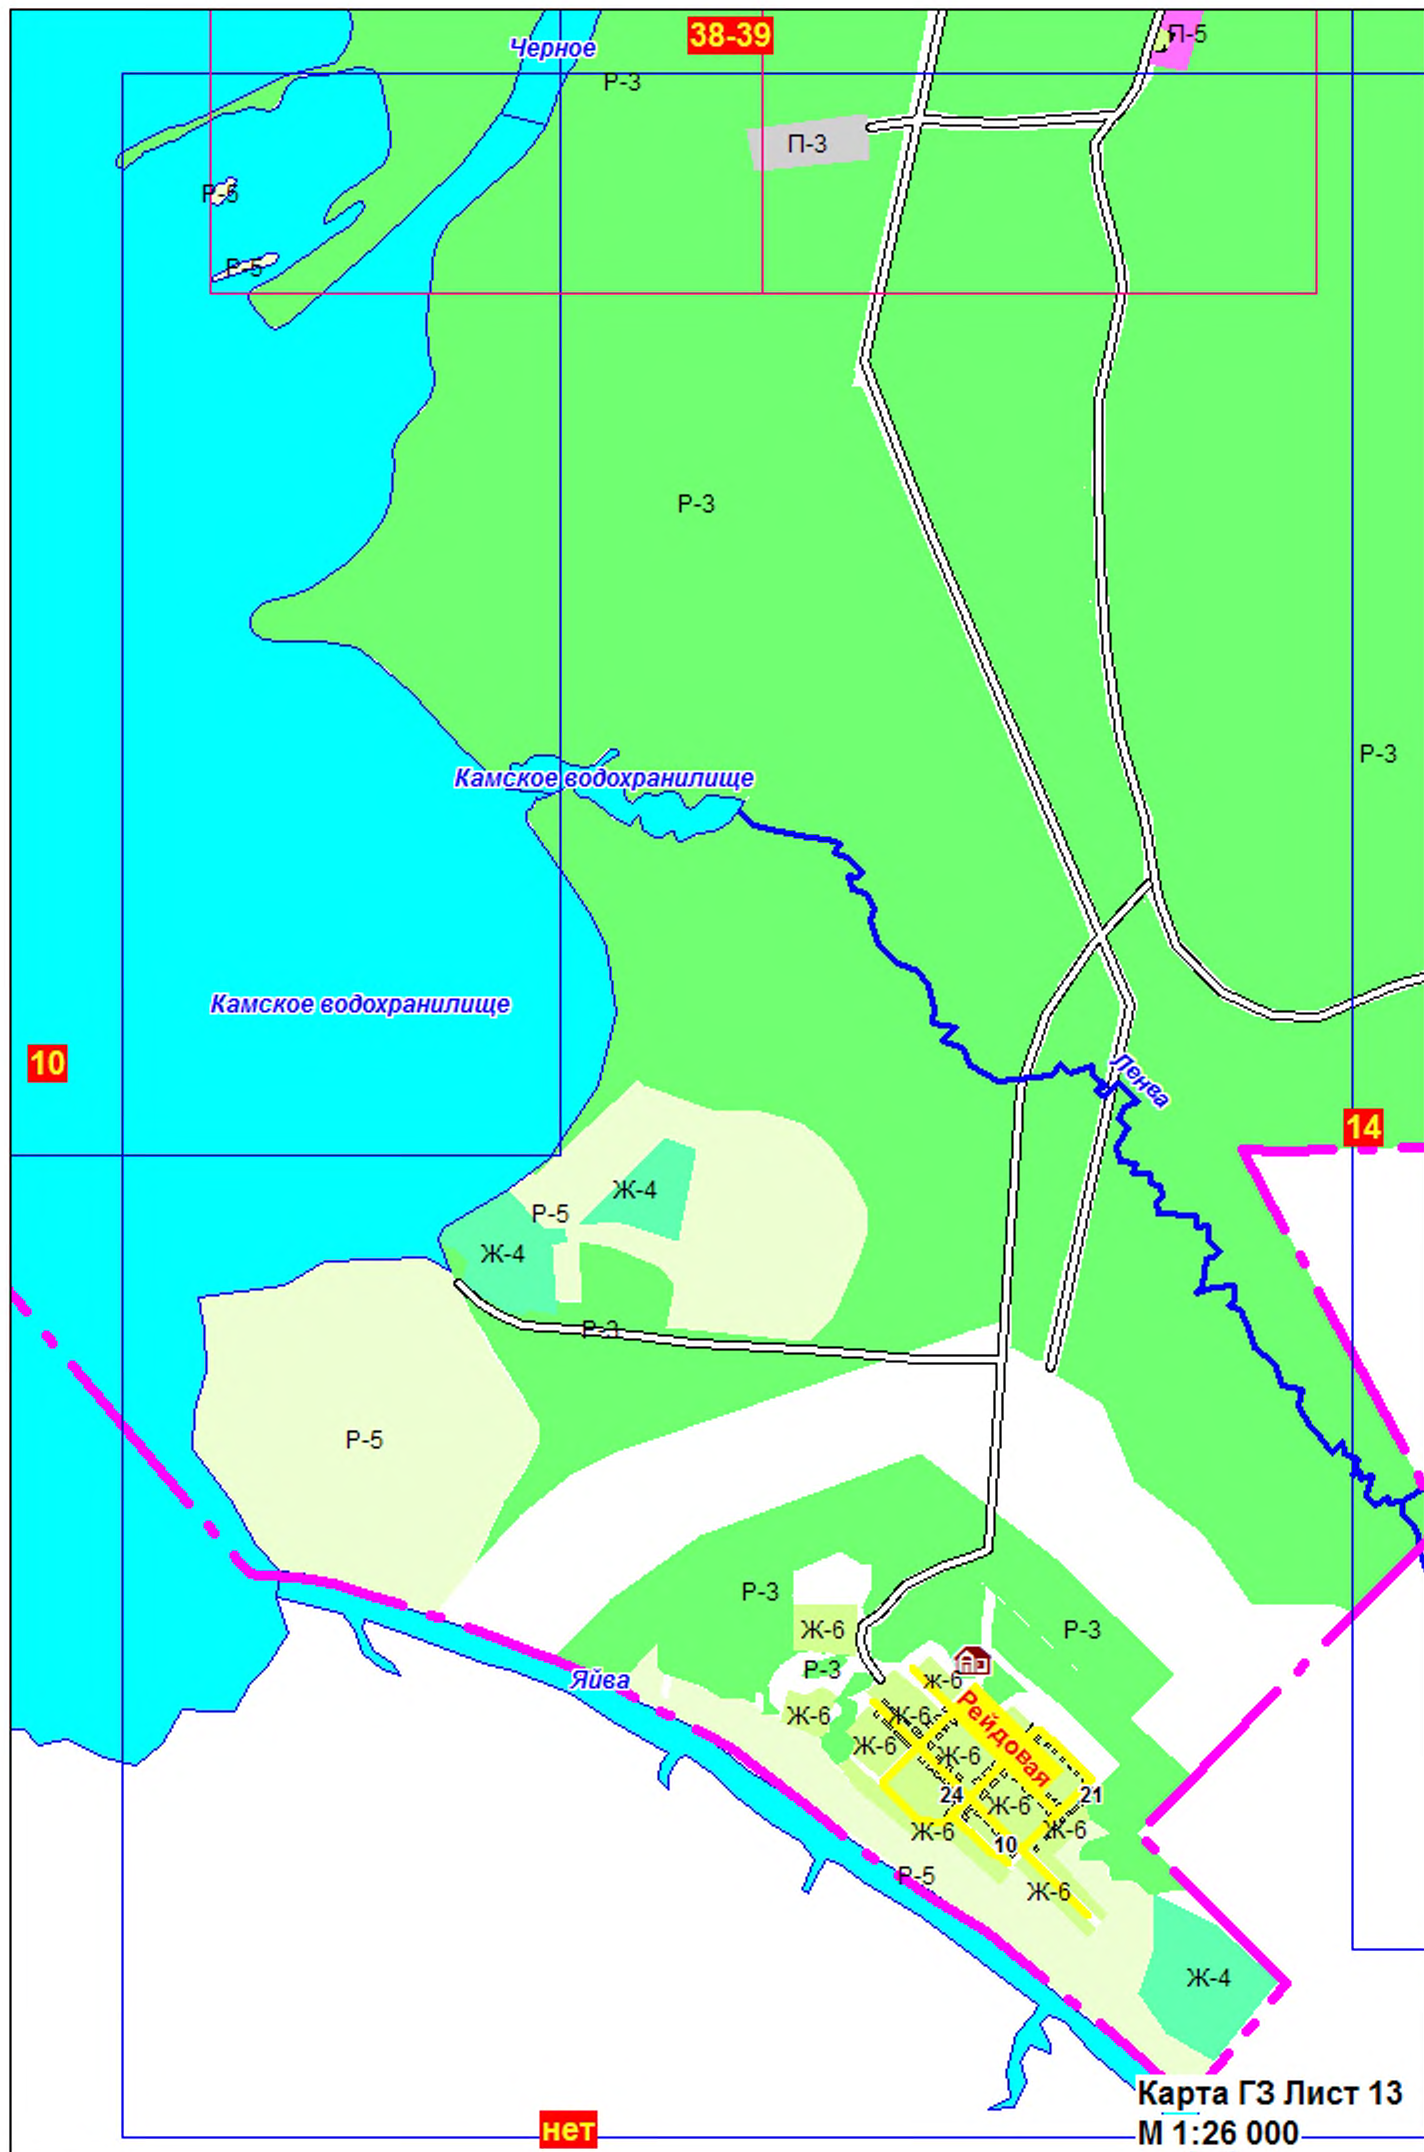 38-39
П-5
Черное
Р-3
П-3
Р-5
Р-5
Р-3
Р-3
Камское водохранилище
Камское водохранилище
10
Ленва
14
Ж-4
Р-5
Ж-4
Р-3
Р-5
Р-3
Ж-6
Р-3
Р-3
Яйва
ж-6
Ж-6
Ж-6
Рейдовая
Ж-6
Ж-6
24
21
Ж-6
Ж-6
Ж-6
10
Р-5
Ж-6
Ж-4
Карта ГЗ Лист 13
М 1:26 000
нет